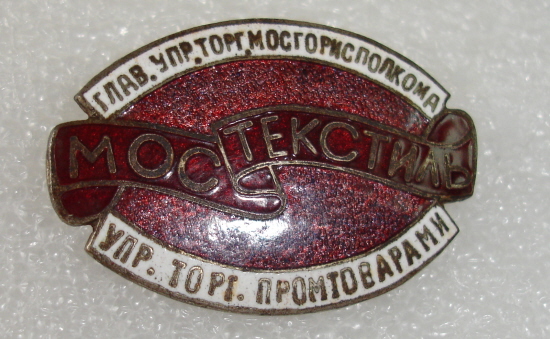 ГЛАВ. УПР. ТОРГ. МОСГОРИСПОЛКОМА
МОСТЕКСТИЛЬ
УПР. ТОРГ. ПРОМТОВАРАМИ